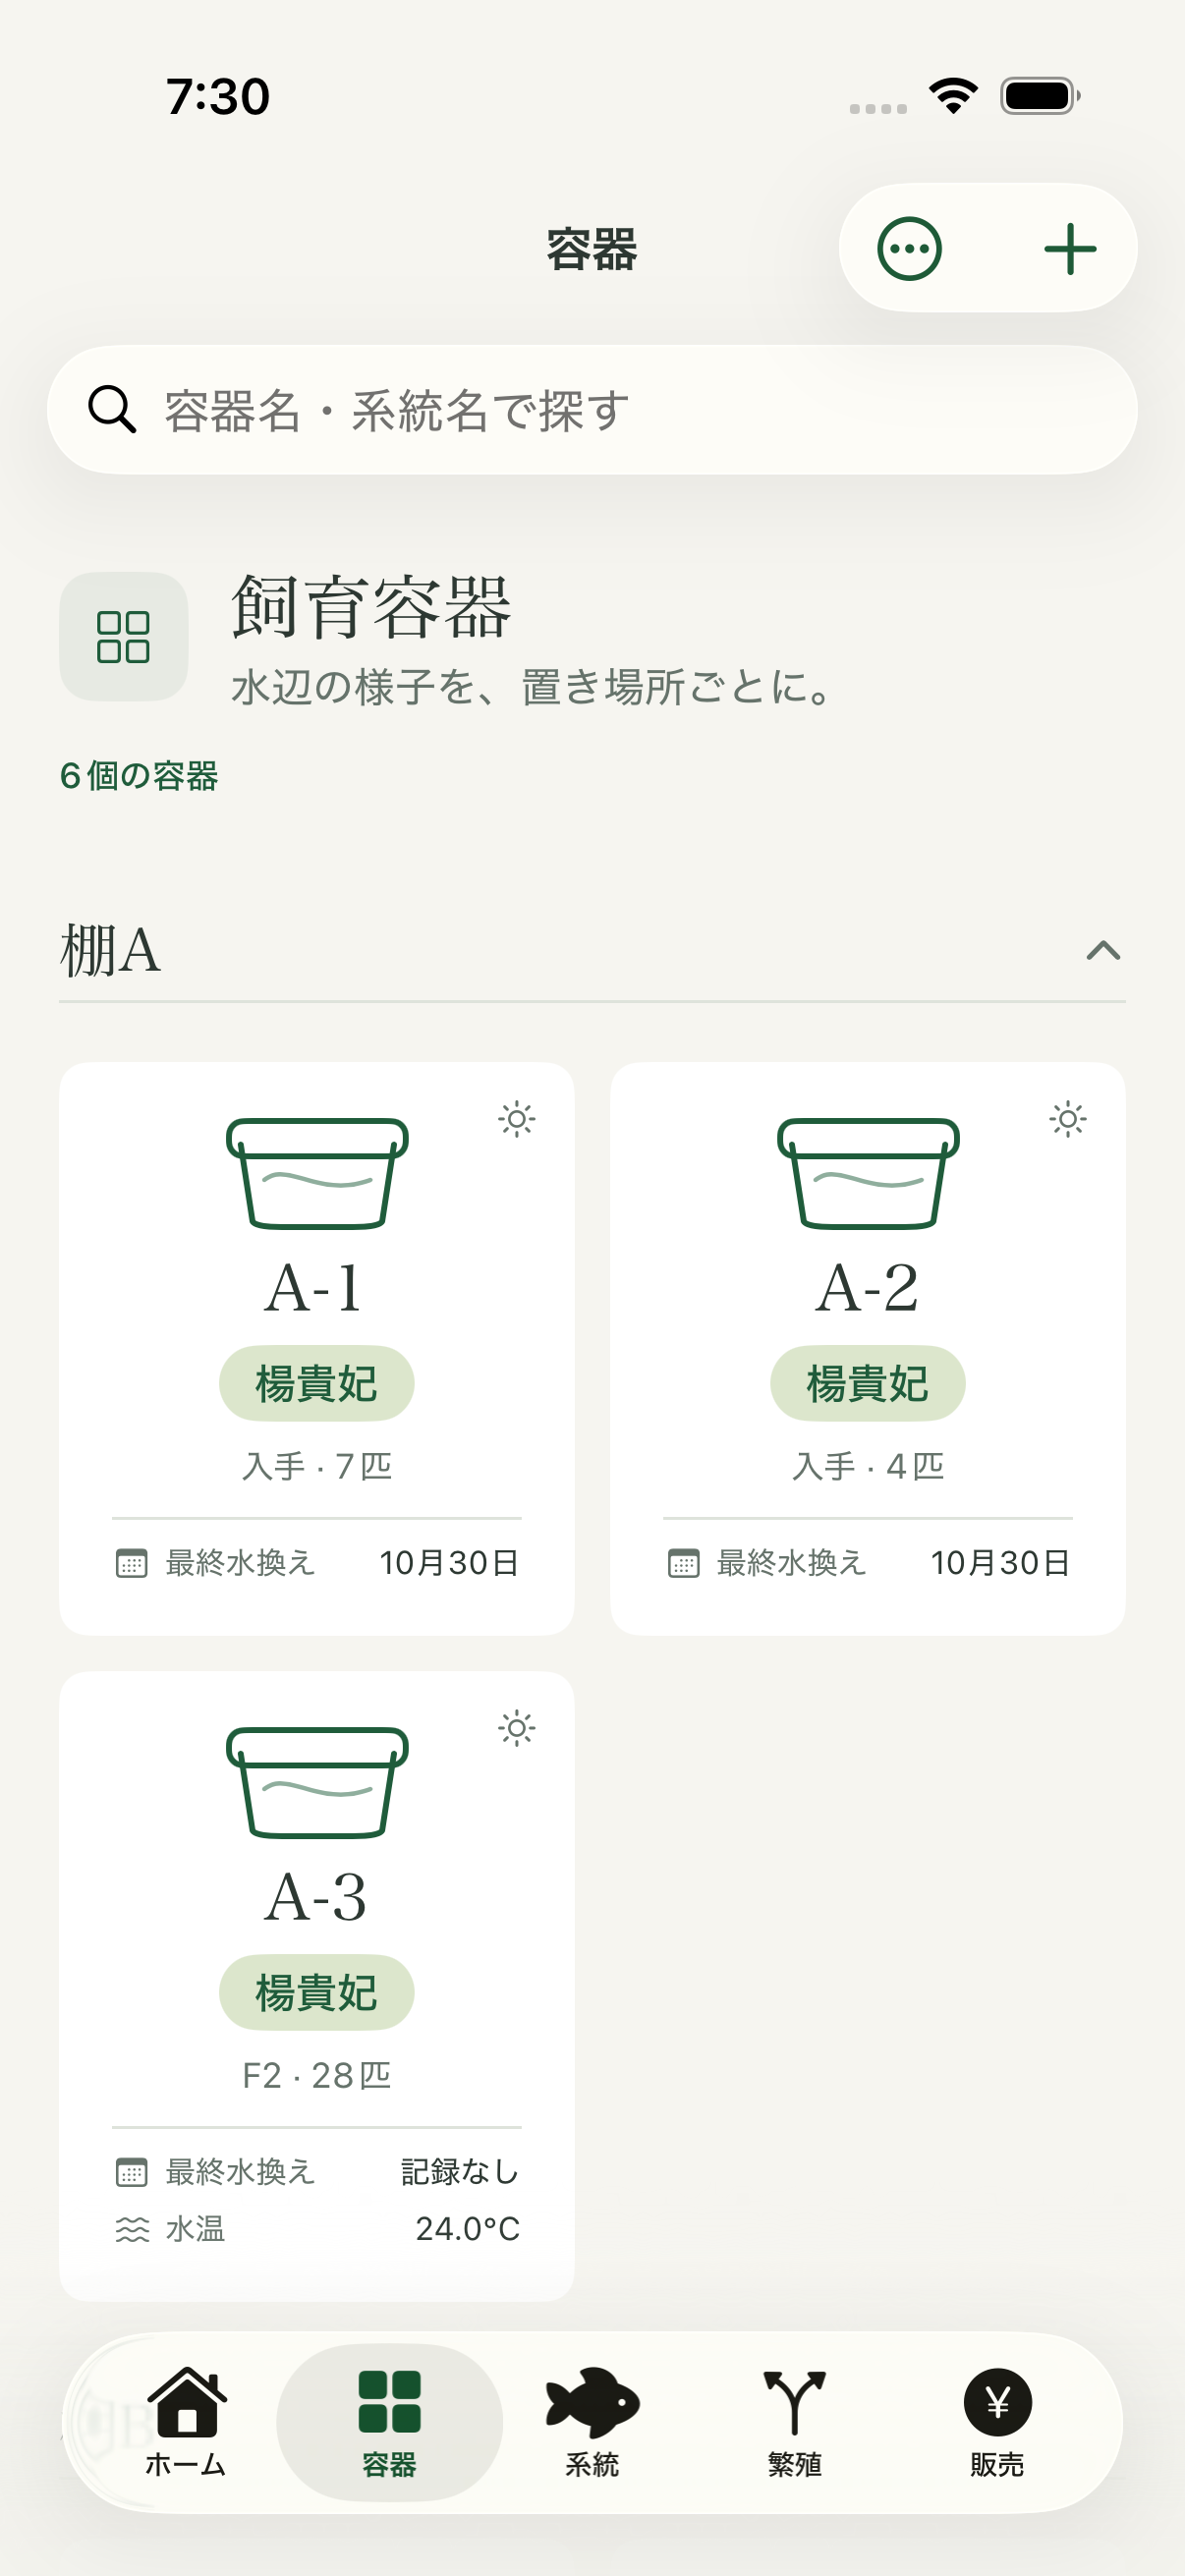 7:30
容器
容器名・系統名で探す
飼育容器
水辺の様子を、置き場所ごとに。
6個の容器
棚A
A-1
楊貴妃
入手 · 7匹
最終水換え 10月30日
A-2
楊貴妃
入手 · 4匹
最終水換え 10月30日
A-3
楊貴妃
F2 · 28匹
最終水換え 記録なし
水温 24.0°C
ホーム
容器
系統
繁殖
¥
販売